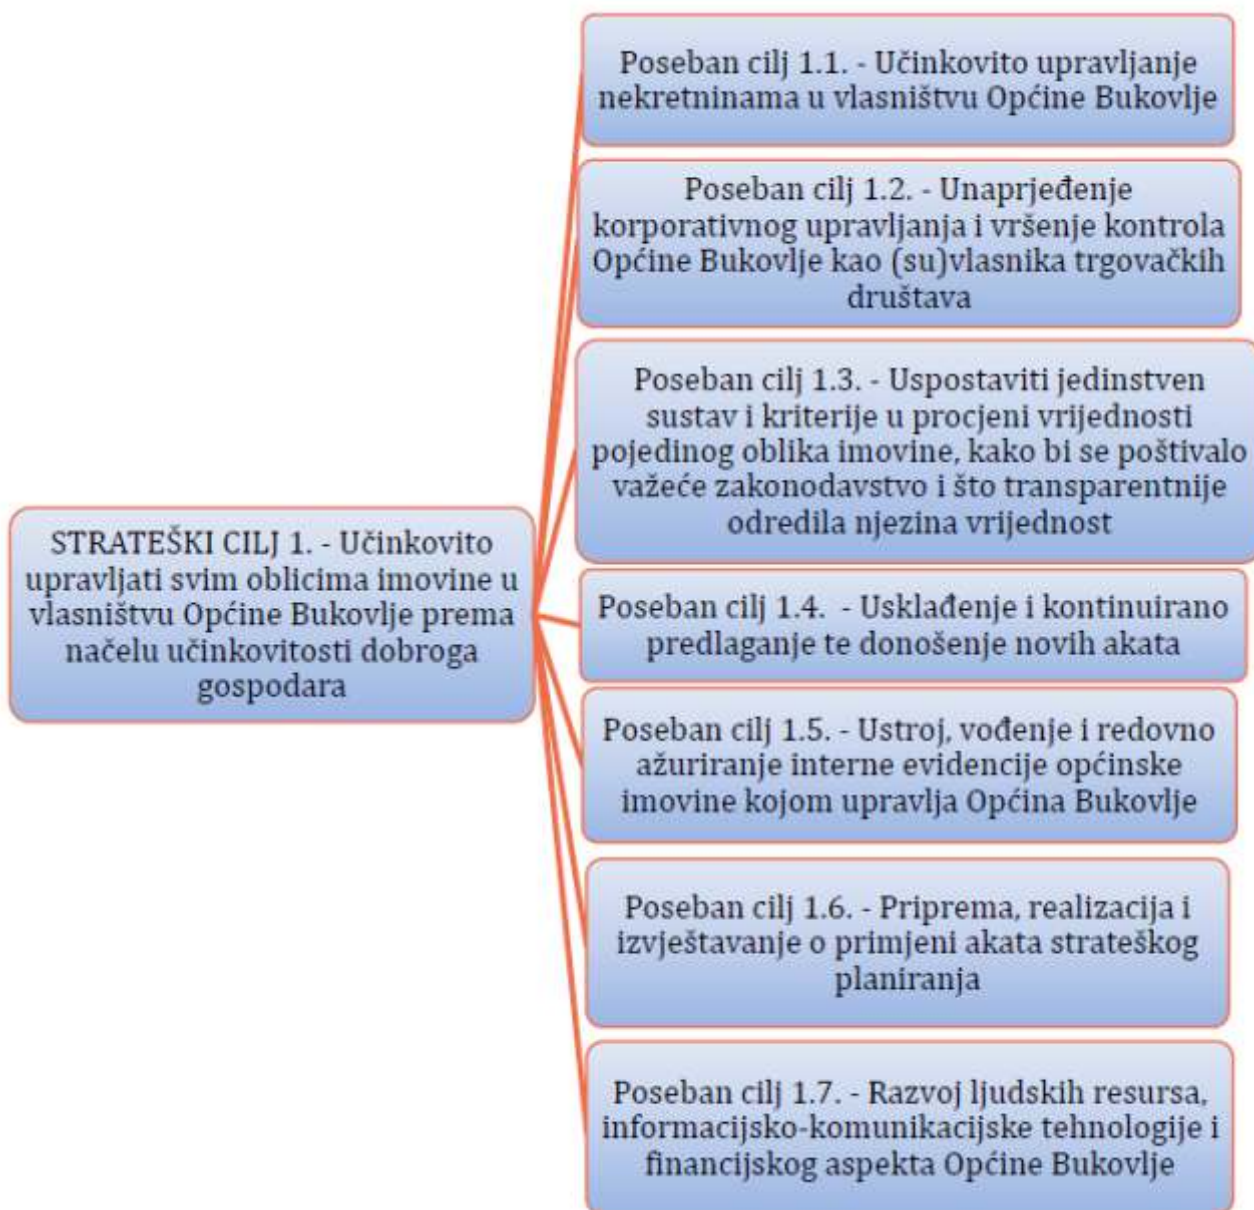 STRATEŠKI CILJ 1. - Učinkovito
upravljati svim oblicima imovine u
vlasništvu Općine Bukovlje prema
načelu učinkovitosti dobroga
gospodara
Poseban cilj 1.1. - Učinkovito upravljanje
nekretninama u vlasništvu Općine Bukovlje
Poseban cilj 1.2. - Unaprjeđenje
korporativnog upravljanja i vršenje kontrola
Općine Bukovlje kao (su)vlasnika trgovačkih
društava
Poseban cilj 1.3. - Uspostaviti jedinstven
sustav i kriterije u procjeni vrijednosti
pojedinog oblika imovine, kako bi se poštivalo
važeće zakonodavstvo i što transparentnije
odredila njezina vrijednost
Poseban cilj 1.4. - Usklađenje i kontinuirano
predlaganje te donošenje novih akata
Poseban cilj 1.5. - Ustroj, vođenje i redovno
ažuriranje interne evidencije općinske
imovine kojom upravlja Općina Bukovlje
Poseban cilj 1.6. - Priprema, realizacija i
izvještavanje o primjeni akata strateškog
planiranja
Poseban cilj 1.7. - Razvoj ljudskih resursa,
informacijsko-komunikacijske tehnologije i
financijskog aspekta Općine Bukovlje